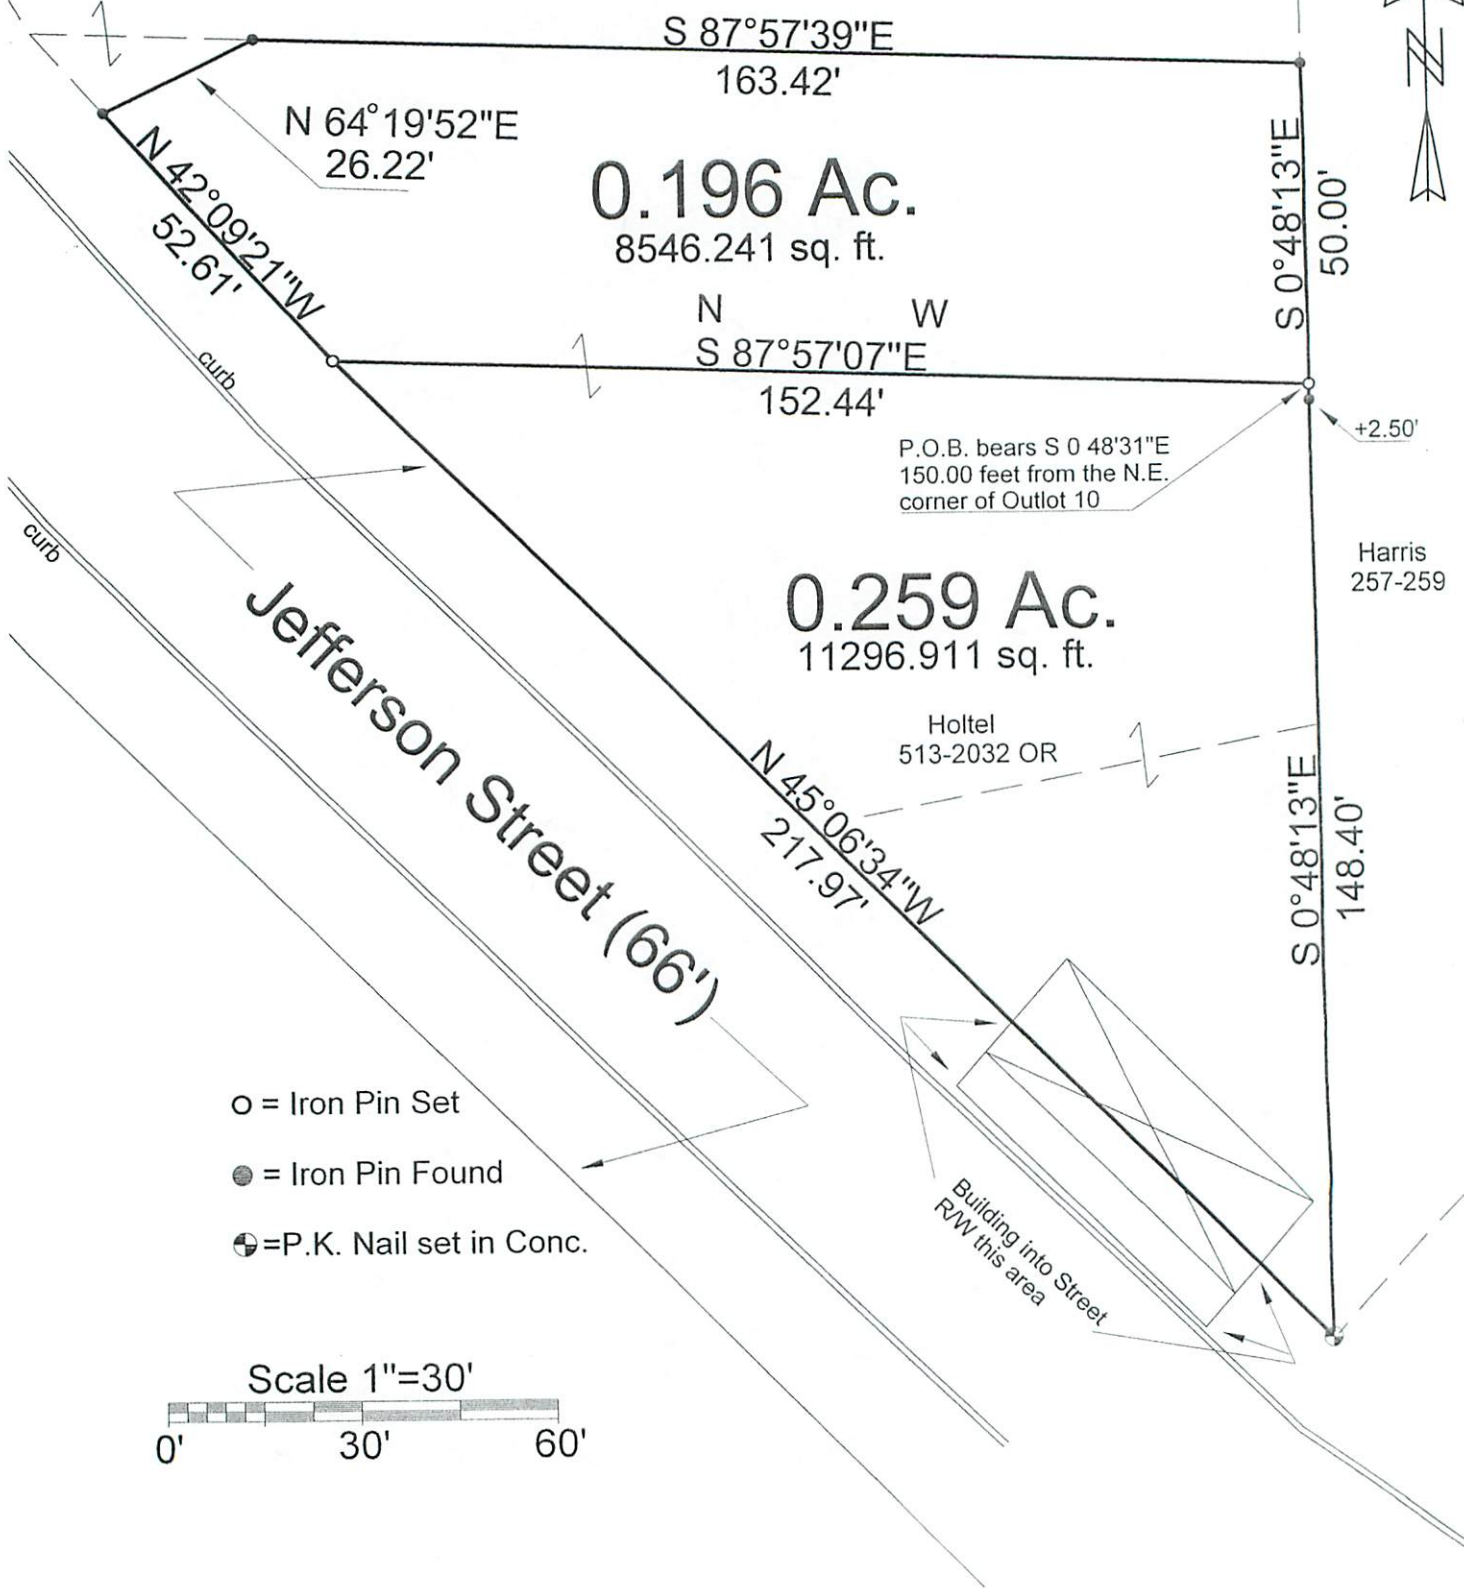 S 87°57'39"E
163.42'
N 64°19'52"E
26.22'
N 42°09'21"W
52.61'
0.196 Ac.
8546.241 sq. ft.
S 0°48'13"E
50.00'
N
N W
S 87°57'07"E
152.44'
curb
curb
+2.50'
P.O.B. bears S 0 48'31"E
150.00 feet from the N.E.
corner of Outlot 10
Harris
257-259
0.259 Ac.
11296.911 sq. ft.
Jefferson Street (66')
Holtel
513-2032 OR
N 45°06'34"W
217.97'
S 0°48'13"E
148.40'
Building into Street
R/W this area
O = Iron Pin Set
= Iron Pin Found
=P.K. Nail set in Conc.
Scale 1"=30'
0' 30' 60'